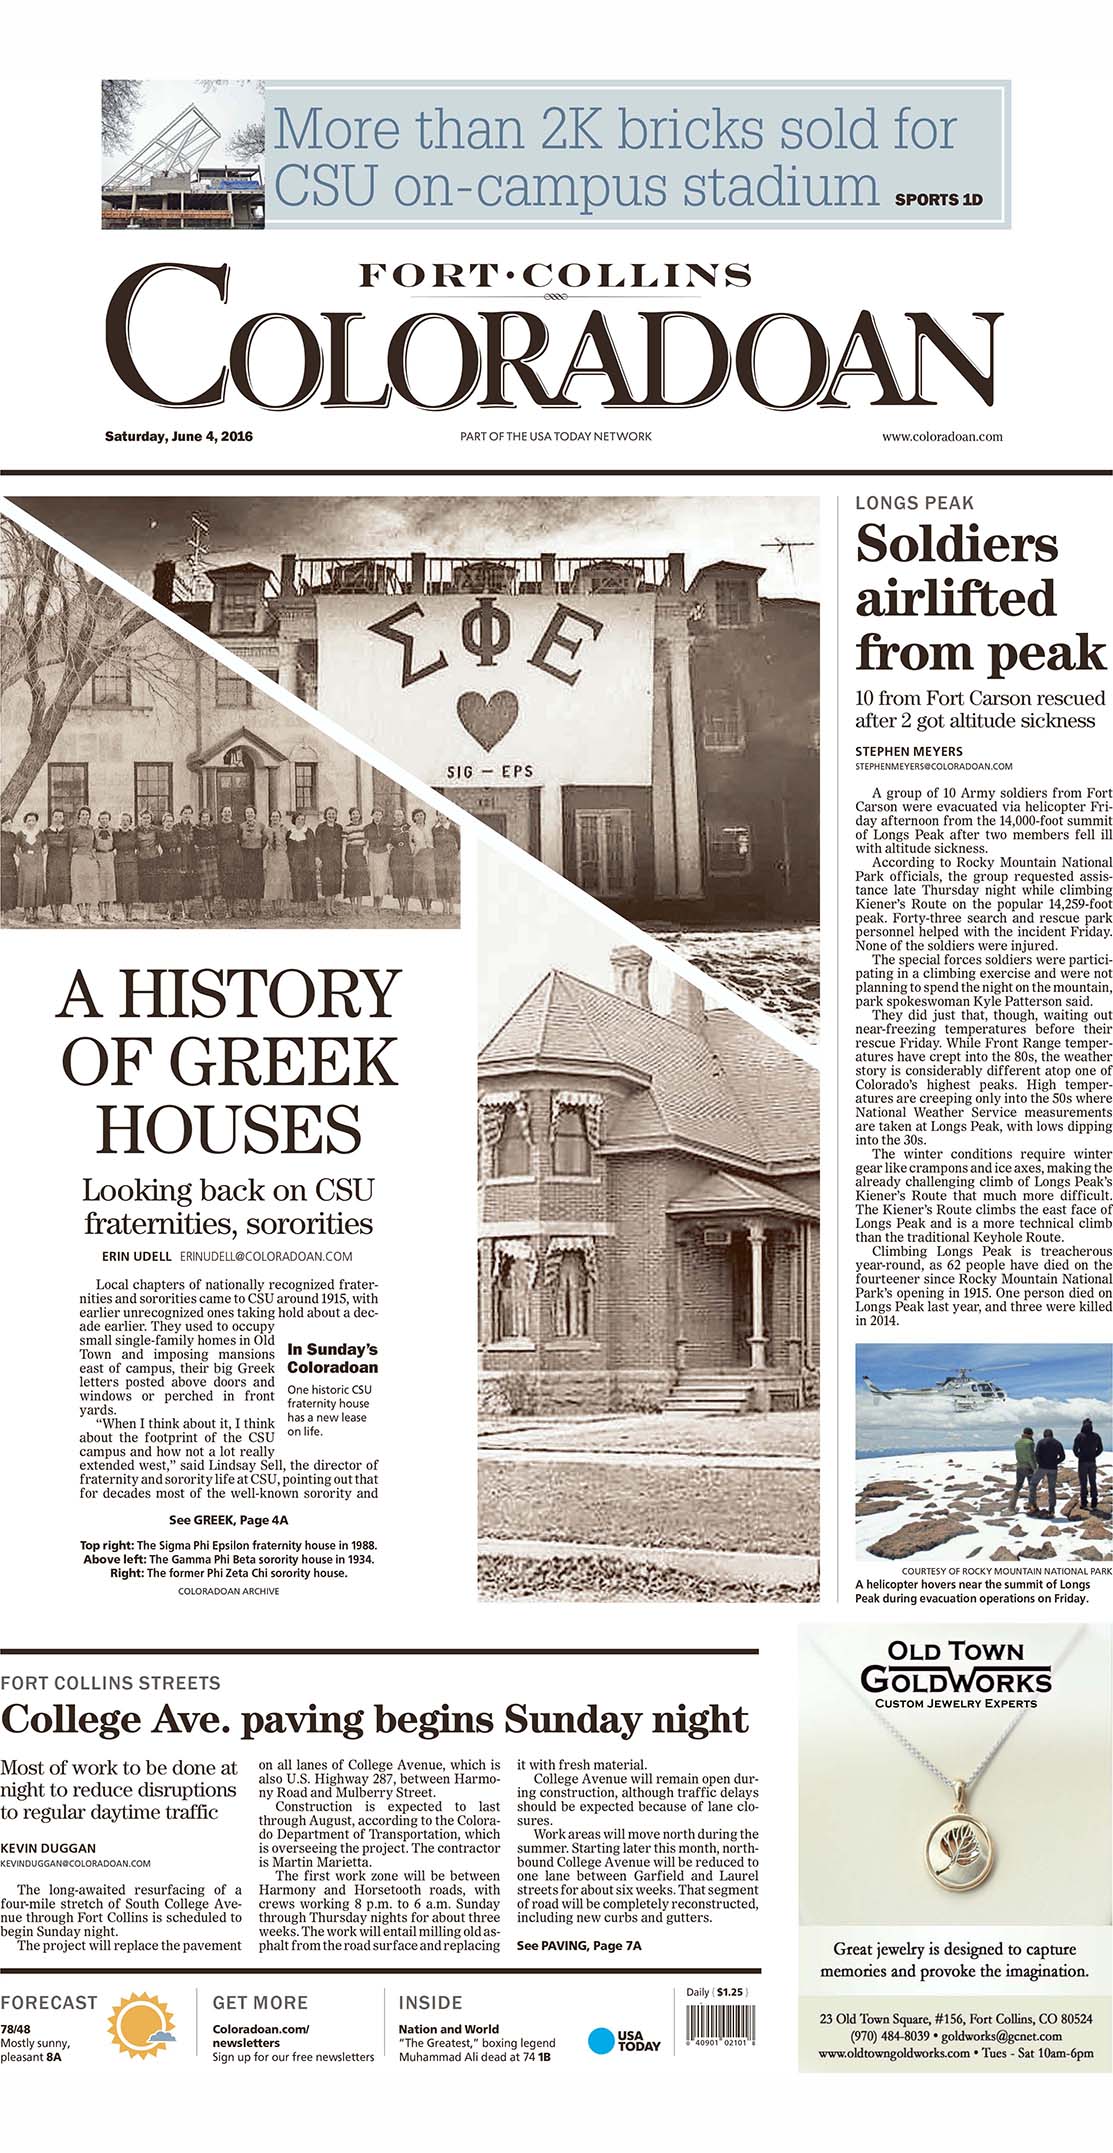 More than 2K bricks sold for
CSU on-campus stadium SPORTS 1D
FORT · COLLINS
COLORADOAN
Saturday, June 4, 2016
PART OF THE USA TODAY NETWORK
www.coloradoan.com
ΣΦΕ
SIG – EPS
A HISTORY
OF GREEK
HOUSES
Looking back on CSU
fraternities, sororities
ERIN UDELL ERINUDELL@COLORADOAN.COM
Local chapters of nationally recognized frater-
nities and sororities came to CSU around 1915, with
earlier unrecognized ones taking hold about a dec-
ade earlier. They used to occupy
small single-family homes in Old
Town and imposing mansions
east of campus, their big Greek
letters posted above doors and
windows or perched in front
yards.
“When I think about it, I think
about the footprint of the CSU
campus and how not a lot really
extended west,” said Lindsay Sell, the director of
fraternity and sorority life at CSU, pointing out that
for decades most of the well-known sorority and
See GREEK, Page 4A
In Sunday’s
Coloradoan
One historic CSU
fraternity house
has a new lease
on life.
Top right: The Sigma Phi Epsilon fraternity house in 1988.
Above left: The Gamma Phi Beta sorority house in 1934.
Right: The former Phi Zeta Chi sorority house.
COLORADOAN ARCHIVE
LONGS PEAK
Soldiers
airlifted
from peak
10 from Fort Carson rescued
after 2 got altitude sickness
STEPHEN MEYERS
STEPHENMEYERS@COLORADOAN.COM
A group of 10 Army soldiers from Fort
Carson were evacuated via helicopter Fri-
day afternoon from the 14,000-foot summit
of Longs Peak after two members fell ill
with altitude sickness.
According to Rocky Mountain National
Park officials, the group requested assis-
tance late Thursday night while climbing
Kiener’s Route on the popular 14,259-foot
peak. Forty-three search and rescue park
personnel helped with the incident Friday.
None of the soldiers were injured.
The special forces soldiers were partici-
pating in a climbing exercise and were not
planning to spend the night on the mountain,
park spokeswoman Kyle Patterson said.
They did just that, though, waiting out
near-freezing temperatures before their
rescue Friday. While Front Range temper-
atures have crept into the 80s, the weather
story is considerably different atop one of
Colorado’s highest peaks. High temper-
atures are creeping only into the 50s where
National Weather Service measurements
are taken at Longs Peak, with lows dipping
into the 30s.
The winter conditions require winter
gear like crampons and ice axes, making the
already challenging climb of Longs Peak’s
Kiener’s Route that much more difficult.
The Kiener’s Route climbs the east face of
Longs Peak and is a more technical climb
than the traditional Keyhole Route.
Climbing Longs Peak is treacherous
year-round, as 62 people have died on the
fourteener since Rocky Mountain National
Park’s opening in 1915. One person died on
Longs Peak last year, and three were killed
in 2014.
COURTESY OF ROCKY MOUNTAIN NATIONAL PARK
A helicopter hovers near the summit of Longs
Peak during evacuation operations on Friday.
FORT COLLINS STREETS
College Ave. paving begins Sunday night
Most of work to be done at
night to reduce disruptions
to regular daytime traffic
KEVIN DUGGAN
KEVINDUGGAN@COLORADOAN.COM
The long-awaited resurfacing of a
four-mile stretch of South College Ave-
nue through Fort Collins is scheduled to
begin Sunday night.
The project will replace the pavement
on all lanes of College Avenue, which is
also U.S. Highway 287, between Harmo-
ny Road and Mulberry Street.
Construction is expected to last
through August, according to the Colora-
do Department of Transportation, which
is overseeing the project. The contractor
is Martin Marietta.
The first work zone will be between
Harmony and Horsetooth roads, with
crews working 8 p.m. to 6 a.m. Sunday
through Thursday nights for about three
weeks. The work will entail milling old as-
phalt from the road surface and replacing
it with fresh material.
College Avenue will remain open dur-
ing construction, although traffic delays
should be expected because of lane clo-
sures.
Work areas will move north during the
summer. Starting later this month, north-
bound College Avenue will be reduced to
one lane between Garfield and Laurel
streets for about six weeks. That segment
of road will be completely reconstructed,
including new curbs and gutters.
See PAVING, Page 7A
OLD TOWN
GOLDWORKS
CUSTOM JEWELRY EXPERTS
Great jewelry is designed to capture
memories and provoke the imagination.
23 Old Town Square, #156, Fort Collins, CO 80524
(970) 484-8039 • goldworks@gcnet.com
www.oldtowngoldworks.com • Tues - Sat 10am-6pm
FORECAST
78/48
Mostly sunny,
pleasant 8A
GET MORE
Coloradoan.com/
newsletters
Sign up for our free newsletters
INSIDE
Nation and World
“The Greatest,” boxing legend
Muhammad Ali dead at 74 1B
USA
TODAY
Daily { $1.25 }
40901 02101 8